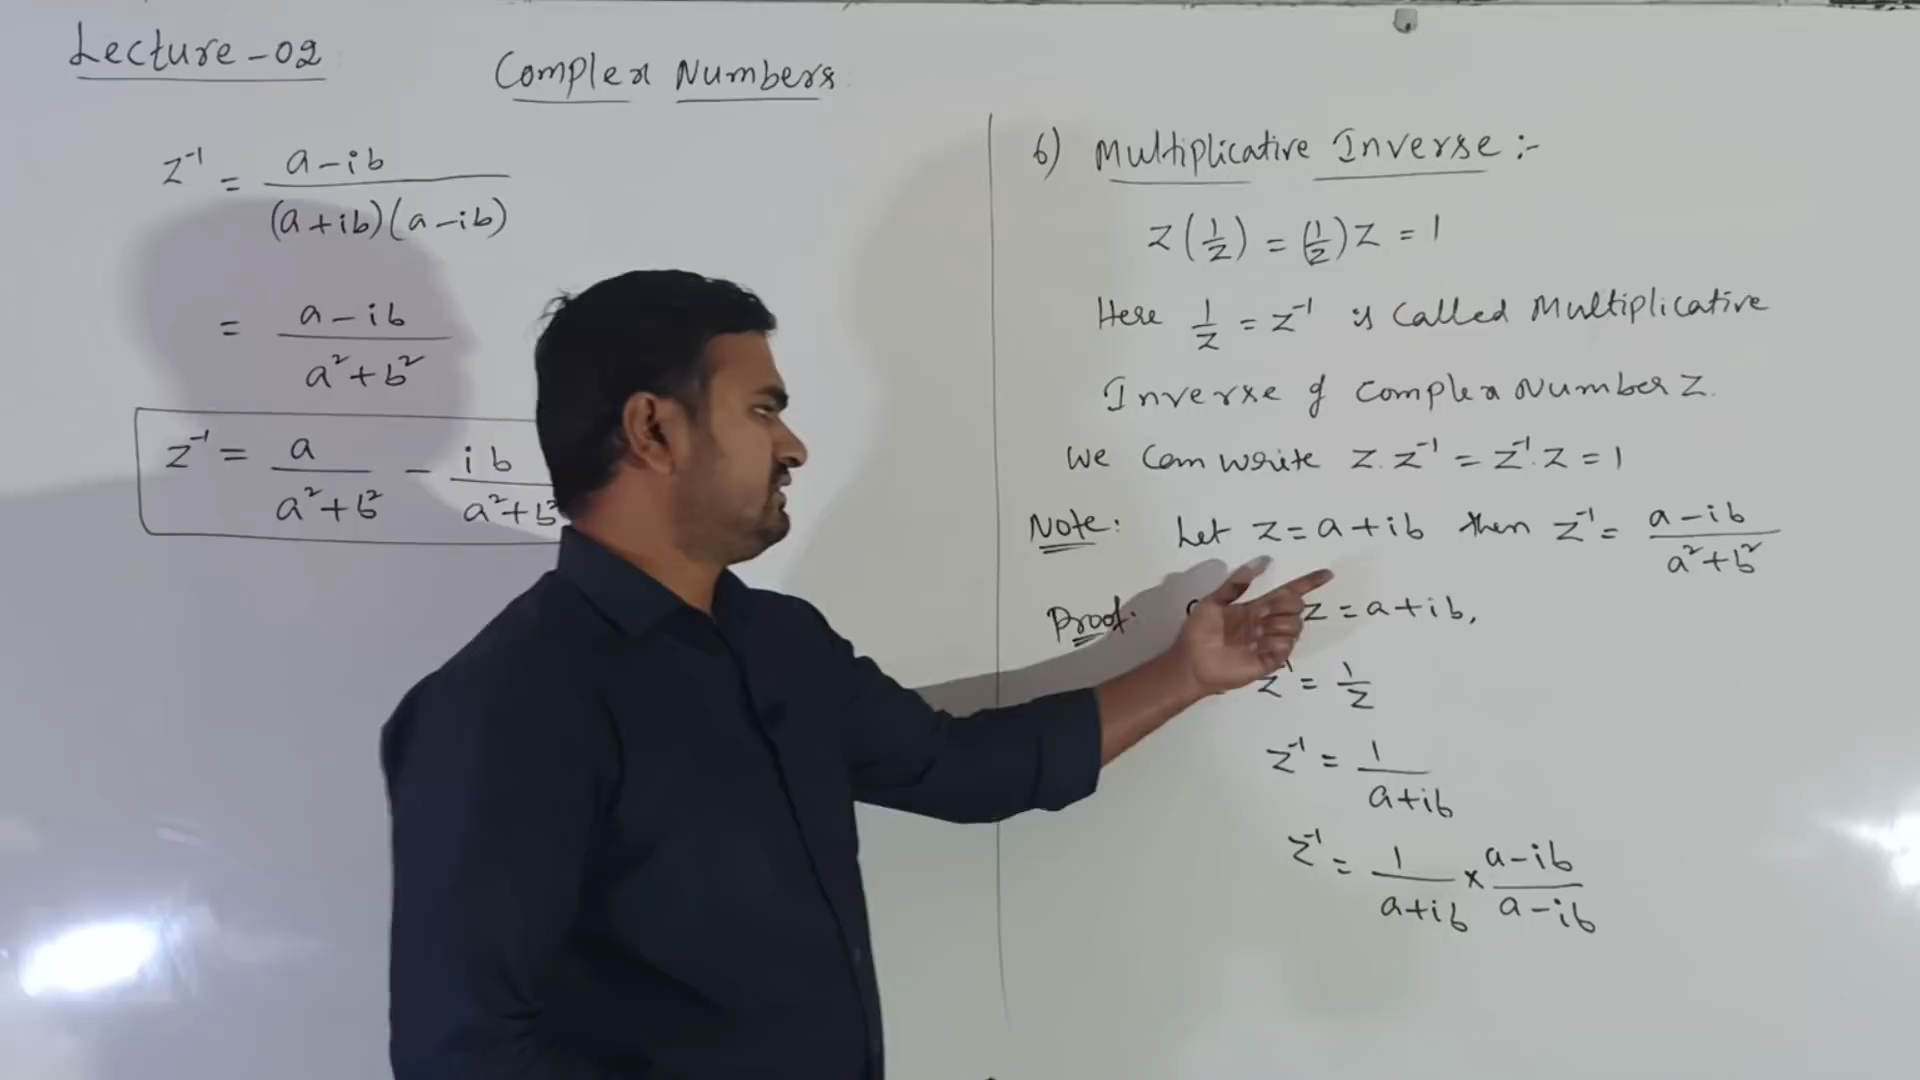 Lecture-02
Complex Numbers
z⁻¹ = (a-ib)/((a+ib)(a-ib))
= (a-ib)/(a²+b²)
z⁻¹ = a/(a²+b²) - ib/(a²+b²
6) Multiplicative Inverse :-
z(1/z) = (1/z)z = 1
Here 1/z = z⁻¹ is called Multiplicative
Inverse of complex number z.
We can write z.z⁻¹ = z⁻¹.z = 1
Note: Let z = a+ib then z⁻¹ = (a-ib)/(a²+b²)
Proof: z = a+ib,
z⁻¹ = 1/z
z⁻¹ = 1/(a+ib)
z⁻¹ = 1/(a+ib) × (a-ib)/(a-ib)